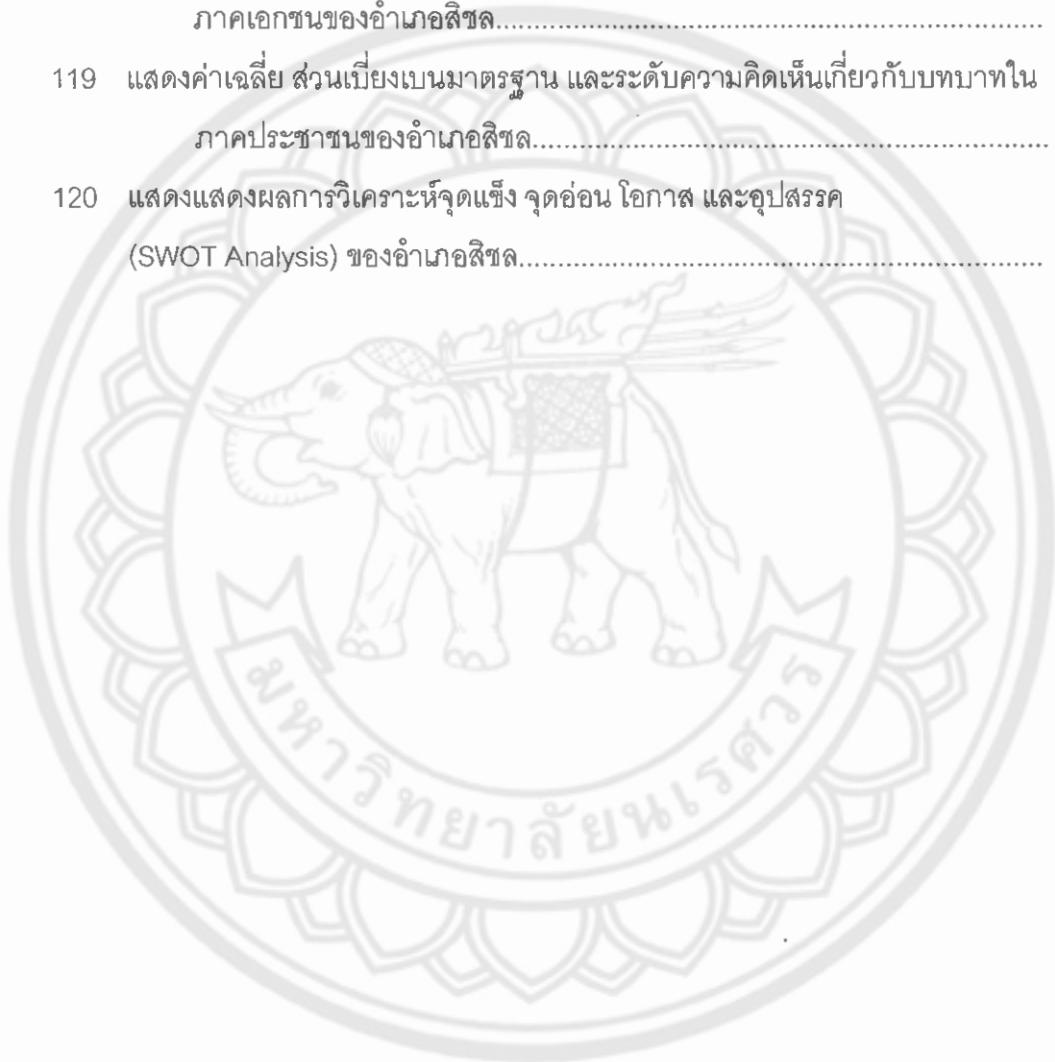 ภาคเอกชนของอำเภอสิชล......................................................................
119 แสดงค่าเฉลี่ย ส่วนเบี่ยงเบนมาตรฐาน และระดับความคิดเห็นเกี่ยวกับบทบาทใน
ภาคประชาชนของอำเภอสิชล..................................................................
120 แสดงแสดงผลการวิเคราะห์จุดแข็ง จุดอ่อน โอกาส และอุปสรรค
(SWOT Analysis) ของอำเภอสิชล...................................................................
มหาวิทยาลัยนเรศวร